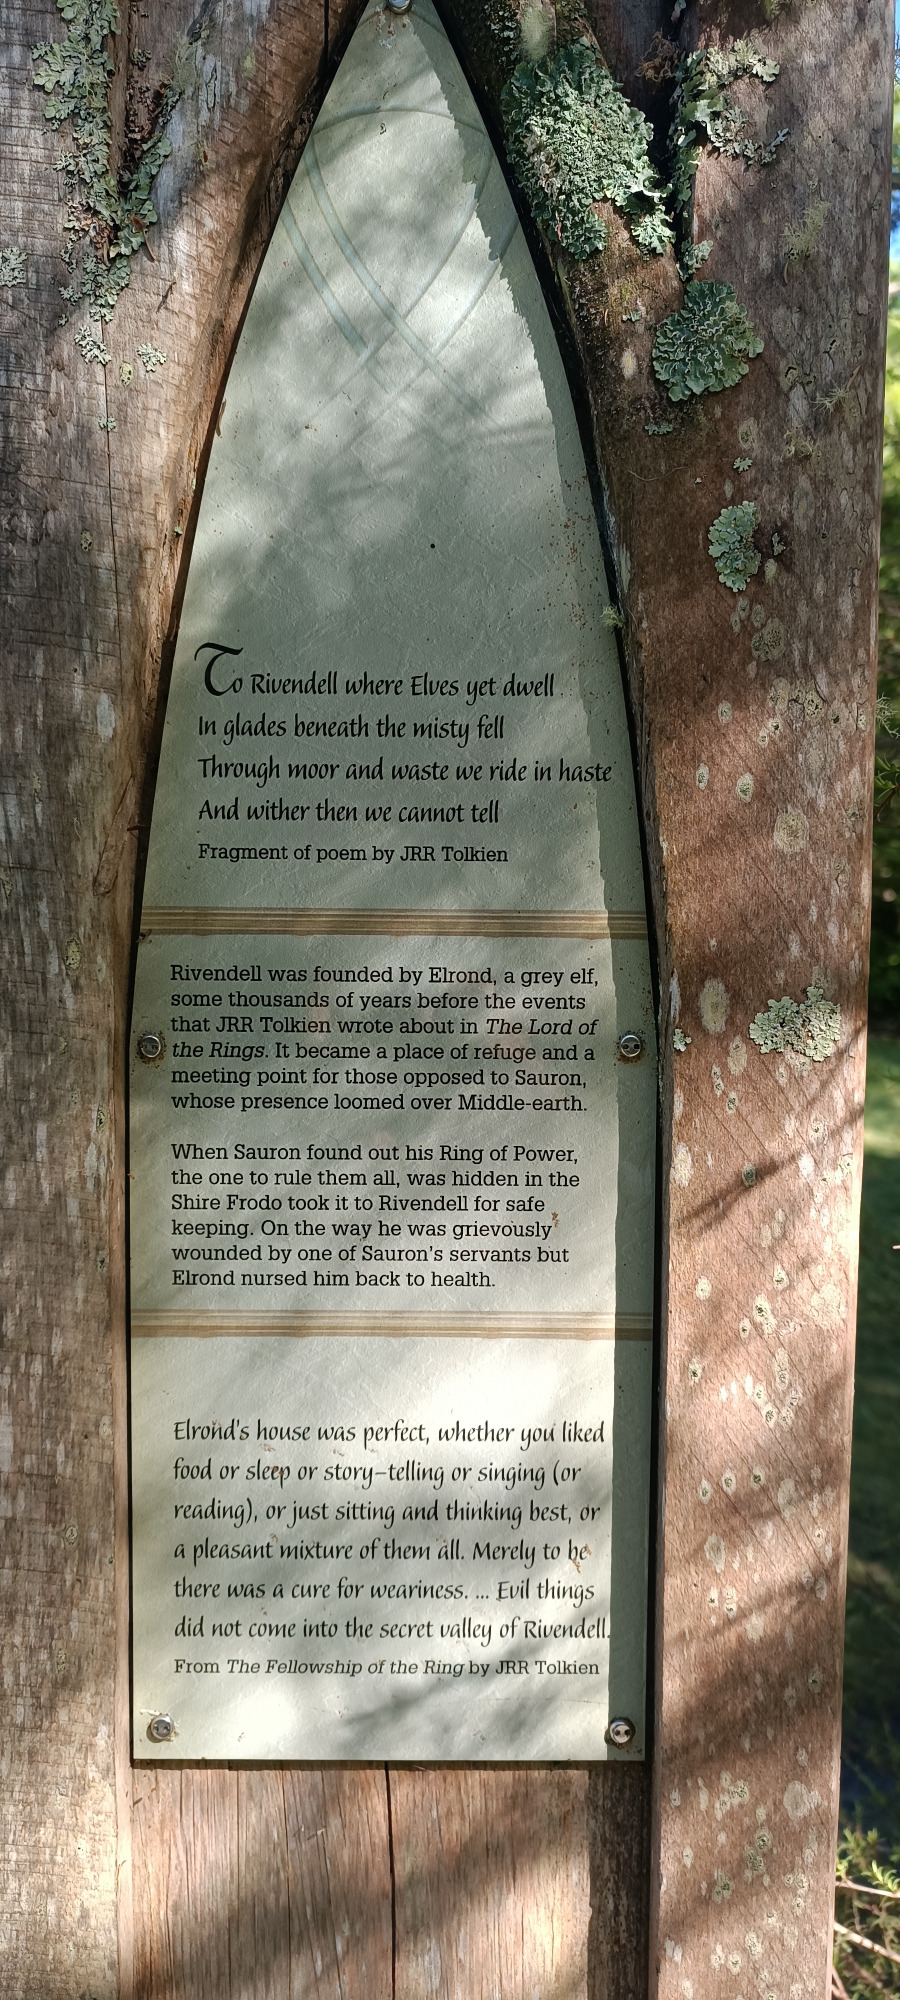 To Rivendell where Elves yet dwell
In glades beneath the misty fell
Through moor and waste we ride in haste
And wither then we cannot tell
Fragment of poem by JRR Tolkien
Rivendell was founded by Elrond, a grey elf,
some thousands of years before the events
that JRR Tolkien wrote about in The Lord of
the Rings. It became a place of refuge and a
meeting point for those opposed to Sauron,
whose presence loomed over Middle-earth.
When Sauron found out his Ring of Power,
the one to rule them all, was hidden in the
Shire Frodo took it to Rivendell for safe
keeping. On the way he was grievously
wounded by one of Sauron's servants but
Elrond nursed him back to health.
Elrond's house was perfect, whether you liked
food or sleep or story-telling or singing (or
reading), or just sitting and thinking best, or
a pleasant mixture of them all. Merely to be
there was a cure for weariness. ... Evil things
did not come into the secret valley of Rivendell.
From The Fellowship of the Ring by JRR Tolkien